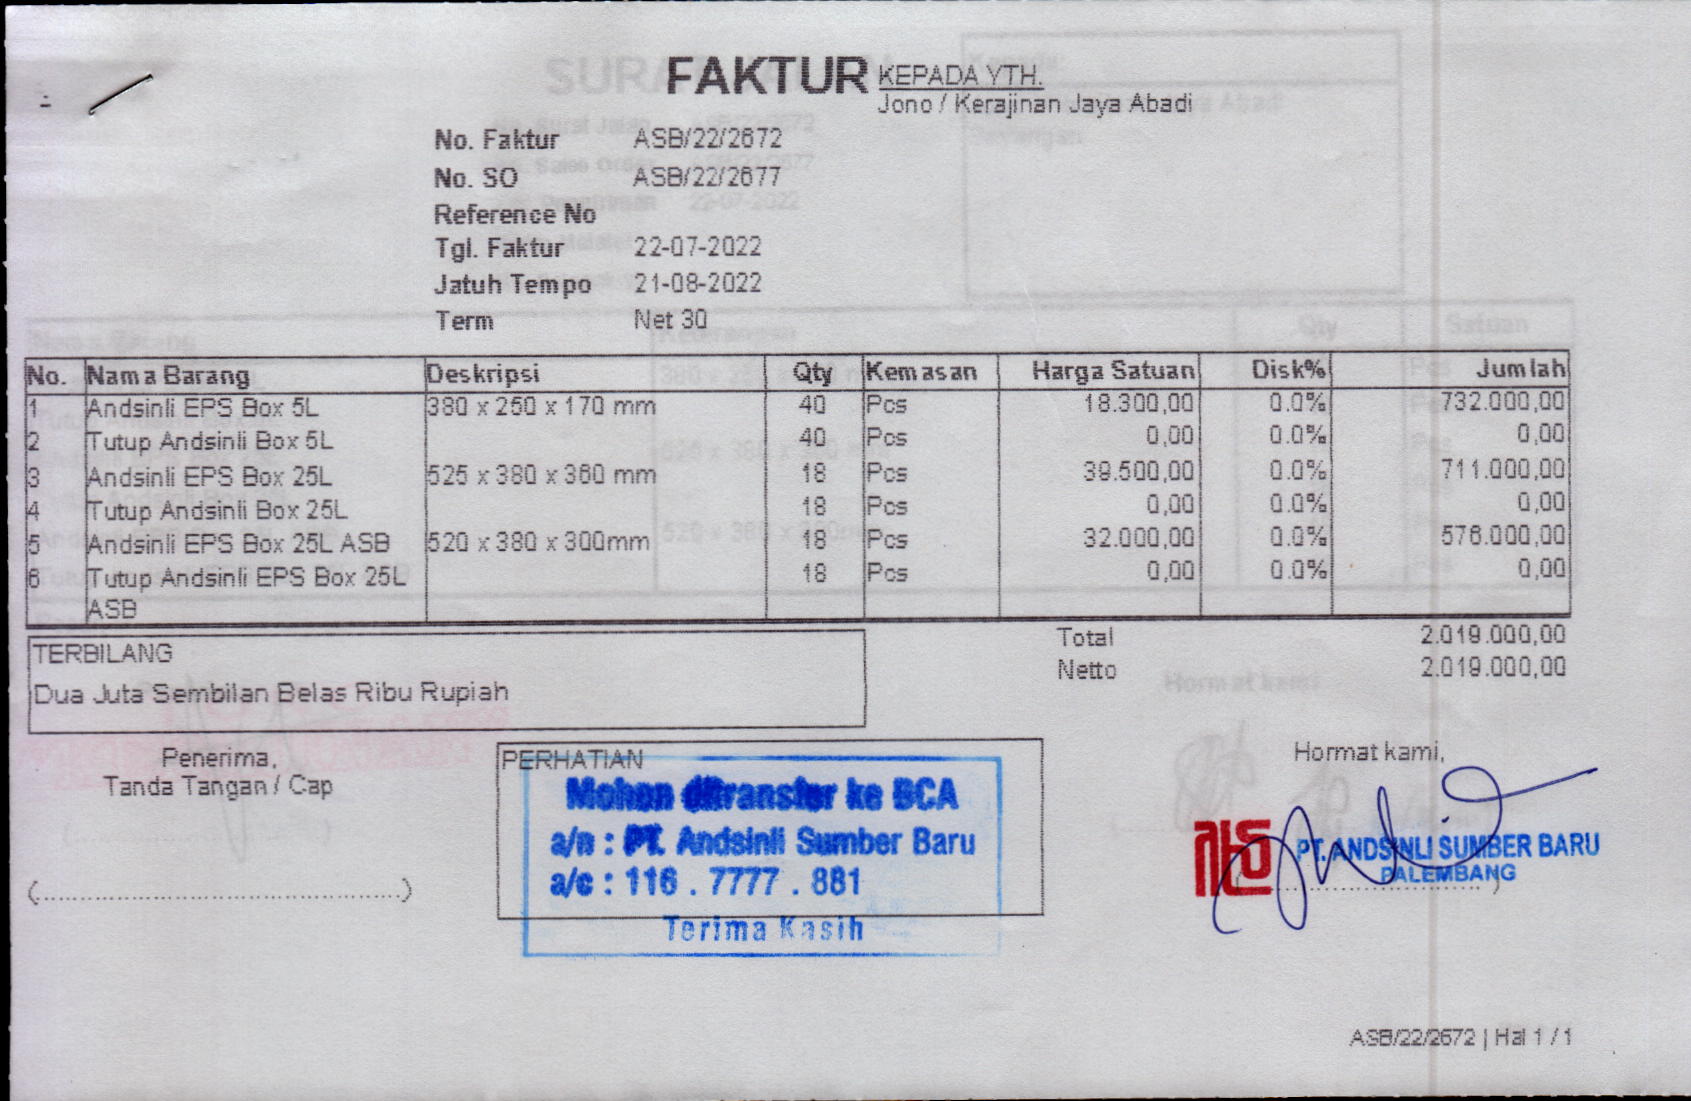 FAKTUR
KEPADA YTH.
Jono / Kerajinan Jaya Abadi
No. Faktur ASB/22/2672
No. SO ASB/22/2677
Reference No
Tgl. Faktur 22-07-2022
Jatuh Tempo 21-08-2022
Term Net 30
No. Nama Barang Deskripsi Qty Kemasan Harga Satuan Disk% Jumlah
1 Andsinli EPS Box 5L 380 x 250 x 170 mm 40 Pcs 18.300,00 0.0% 732.000,00
2 Tutup Andsinli Box 5L 40 Pcs 0,00 0.0% 0,00
3 Andsinli EPS Box 25L 525 x 380 x 360 mm 18 Pcs 39.500,00 0.0% 711.000,00
4 Tutup Andsinli Box 25L 18 Pcs 0,00 0.0% 0,00
5 Andsinli EPS Box 25L ASB 520 x 380 x 300mm 18 Pcs 32.000,00 0.0% 576.000,00
6 Tutup Andsinli EPS Box 25L 18 Pcs 0,00 0.0% 0,00
ASB
Total 2.019.000,00
Netto 2.019.000,00
TERBILANG
Dua Juta Sembilan Belas Ribu Rupiah
Penerima,
Tanda Tangan / Cap
(..................................................)
PERHATIAN
Mohon ditransfer ke BCA
a/n : PT. Andsinli Sumber Baru
a/c : 116 . 7777 . 881
Terima Kasih
Hormat kami,
PT. ANDSINLI SUMBER BARU
PALEMBANG
ASB/22/2672 | Hal 1 / 1